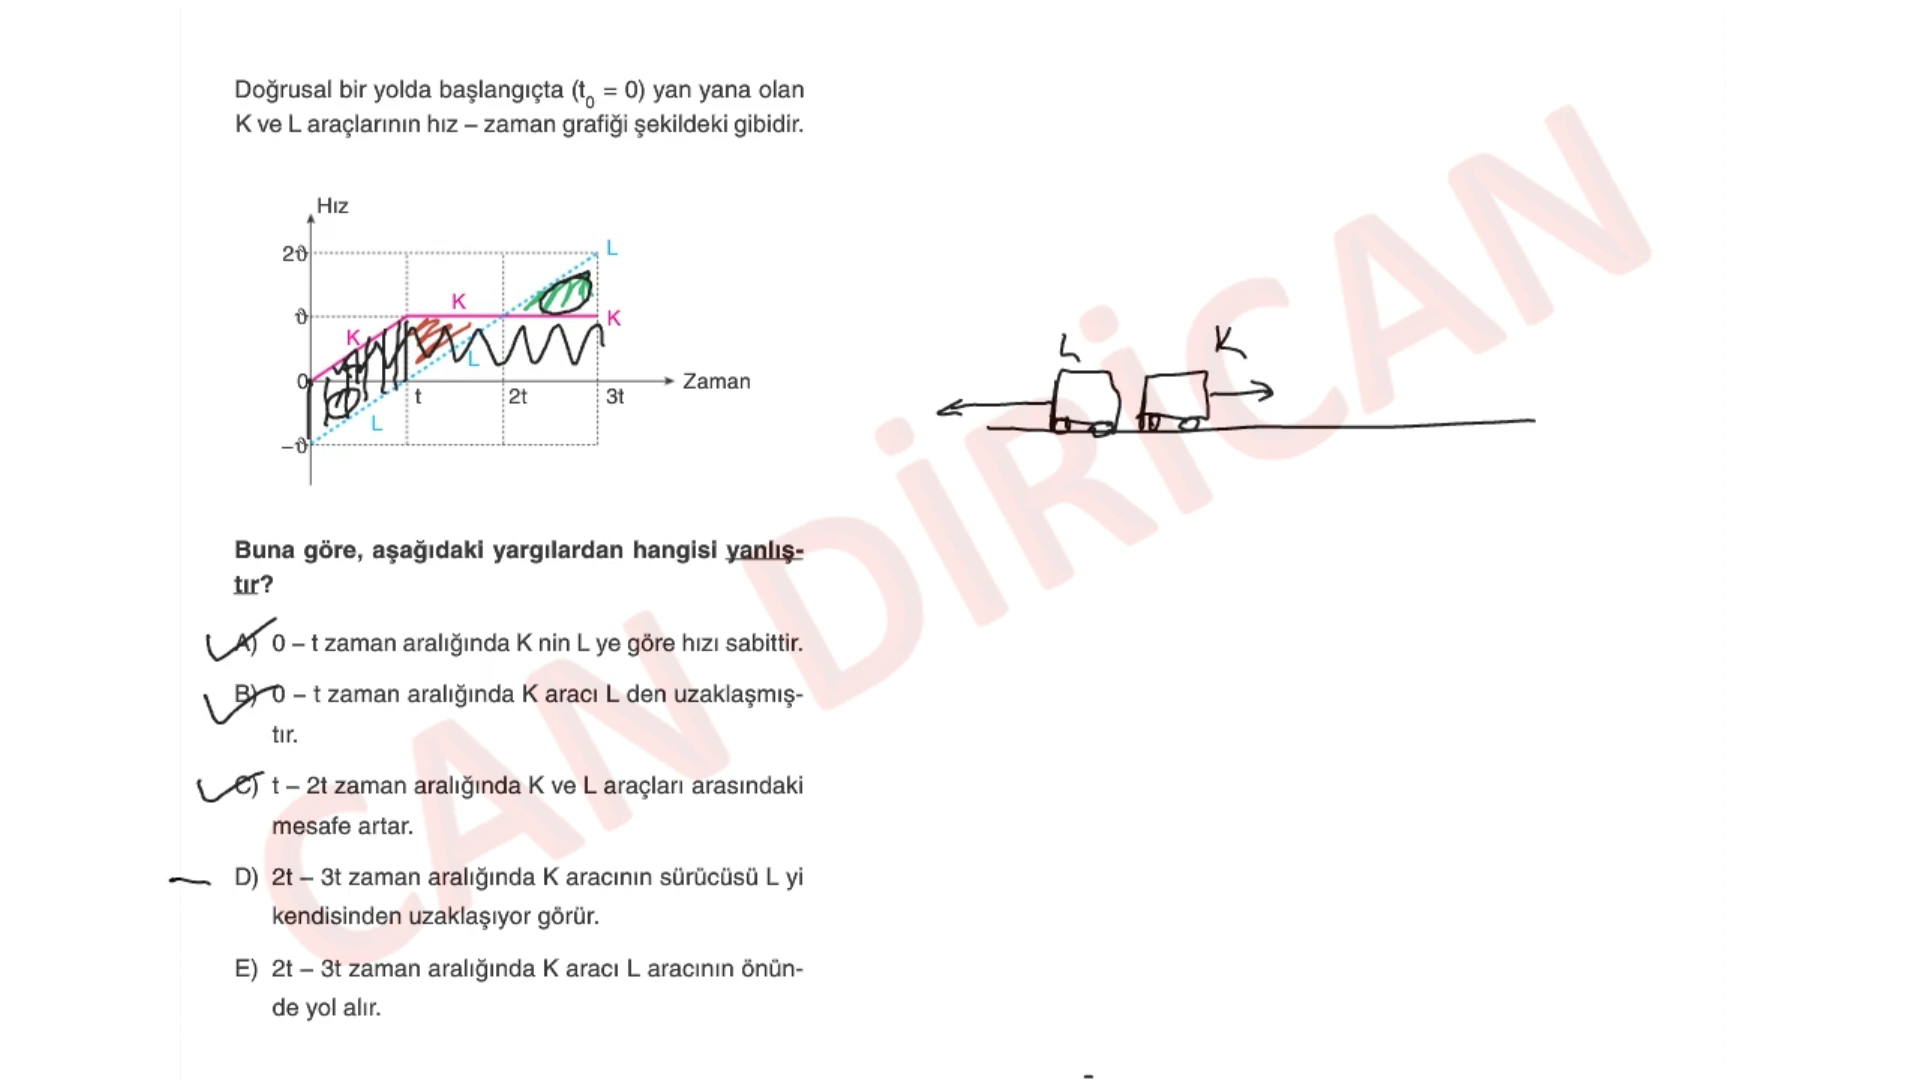 Doğrusal bir yolda başlangıçta (t₀ = 0) yan yana olan
K ve L araçlarının hız – zaman grafiği şekildeki gibidir.
Hız
2ϑ
L
K
ϑ
K
K
L
0
Zaman
t
2t
3t
L
–ϑ
L
K
Buna göre, aşağıdaki yargılardan hangisi yanlış-
tır?
A) 0 – t zaman aralığında K nin L ye göre hızı sabittir.
B) 0 – t zaman aralığında K aracı L den uzaklaşmış-
tır.
C) t – 2t zaman aralığında K ve L araçları arasındaki
mesafe artar.
D) 2t – 3t zaman aralığında K aracının sürücüsü L yi
kendisinden uzaklaşıyor görür.
E) 2t – 3t zaman aralığında K aracı L aracının önün-
de yol alır.
CAN DİRİCAN